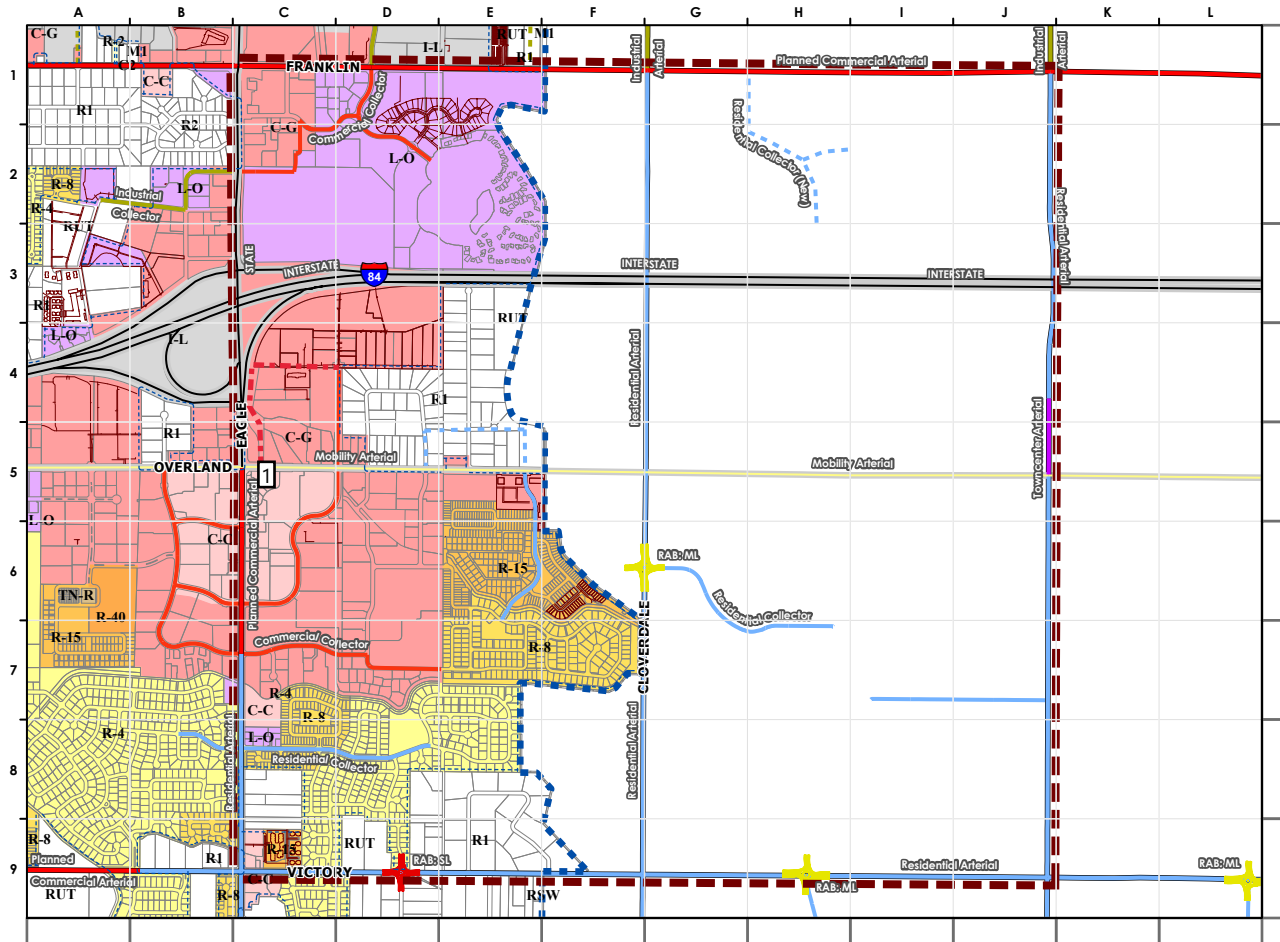 A B C D E F G H I J K L
C-G
R-2
M1
C2
I-L
RUT
M1
R1
Industrial
Arterial
Planned Commercial Arterial
Industrial
Arterial
FRANKLIN
1
C-C
R1
R2
C-G
Commercial Collector
L-O
Residential Collector (New)
2
R-8
L-O
Industrial
Collector
R-4
RUT
Residential Arterial
STATE
INTERSTATE
84
INTERSTATE
INTERSTATE
3
R1
L-O
I-L
RUT
Residential Arterial
4
R1
R1
EAGLE
C-G
Towncenter Arterial
OVERLAND
Mobility Arterial
Mobility Arterial
5
1
L-O
Planned Commercial Arterial
C-C
R-15
RAB: ML
6
TN-R
R-40
R-15
Residential Collector
Commercial Collector
R-8
CLOVERDALE
7
R-4
C-C
R-8
R-4
L-O
Residential Arterial
Residential Arterial
Residential Collector
8
R-8
R1
R-15
RUT
R1
Planned
Commercial Arterial
RUT
VICTORY
RAB: SL
Residential Arterial
RAB: ML
9
R-8
C-C
RSW
RAB: ML